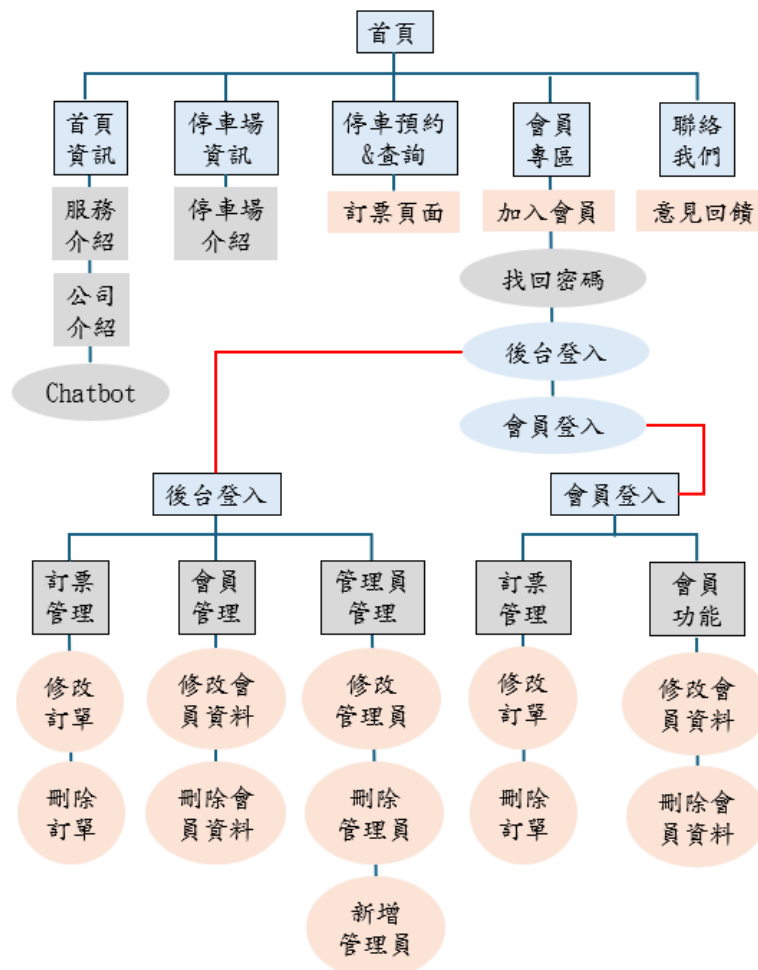 首頁
首頁
資訊
停車場
資訊
停車預約
&查詢
會員
專區
聯絡
我們
服務
介紹
停車場
介紹
訂票頁面
加入會員
意見回饋
找回密碼
公司
介紹
後台登入
Chatbot
會員登入
後台登入
會員登入
訂票
管理
會員
管理
管理員
管理
訂票
管理
會員
功能
修改
訂單
修改會
員資料
修改
管理員
修改
訂單
修改會
員資料
刪除
訂單
刪除會
員資料
刪除
管理員
刪除
訂單
刪除會
員資料
新增
管理員